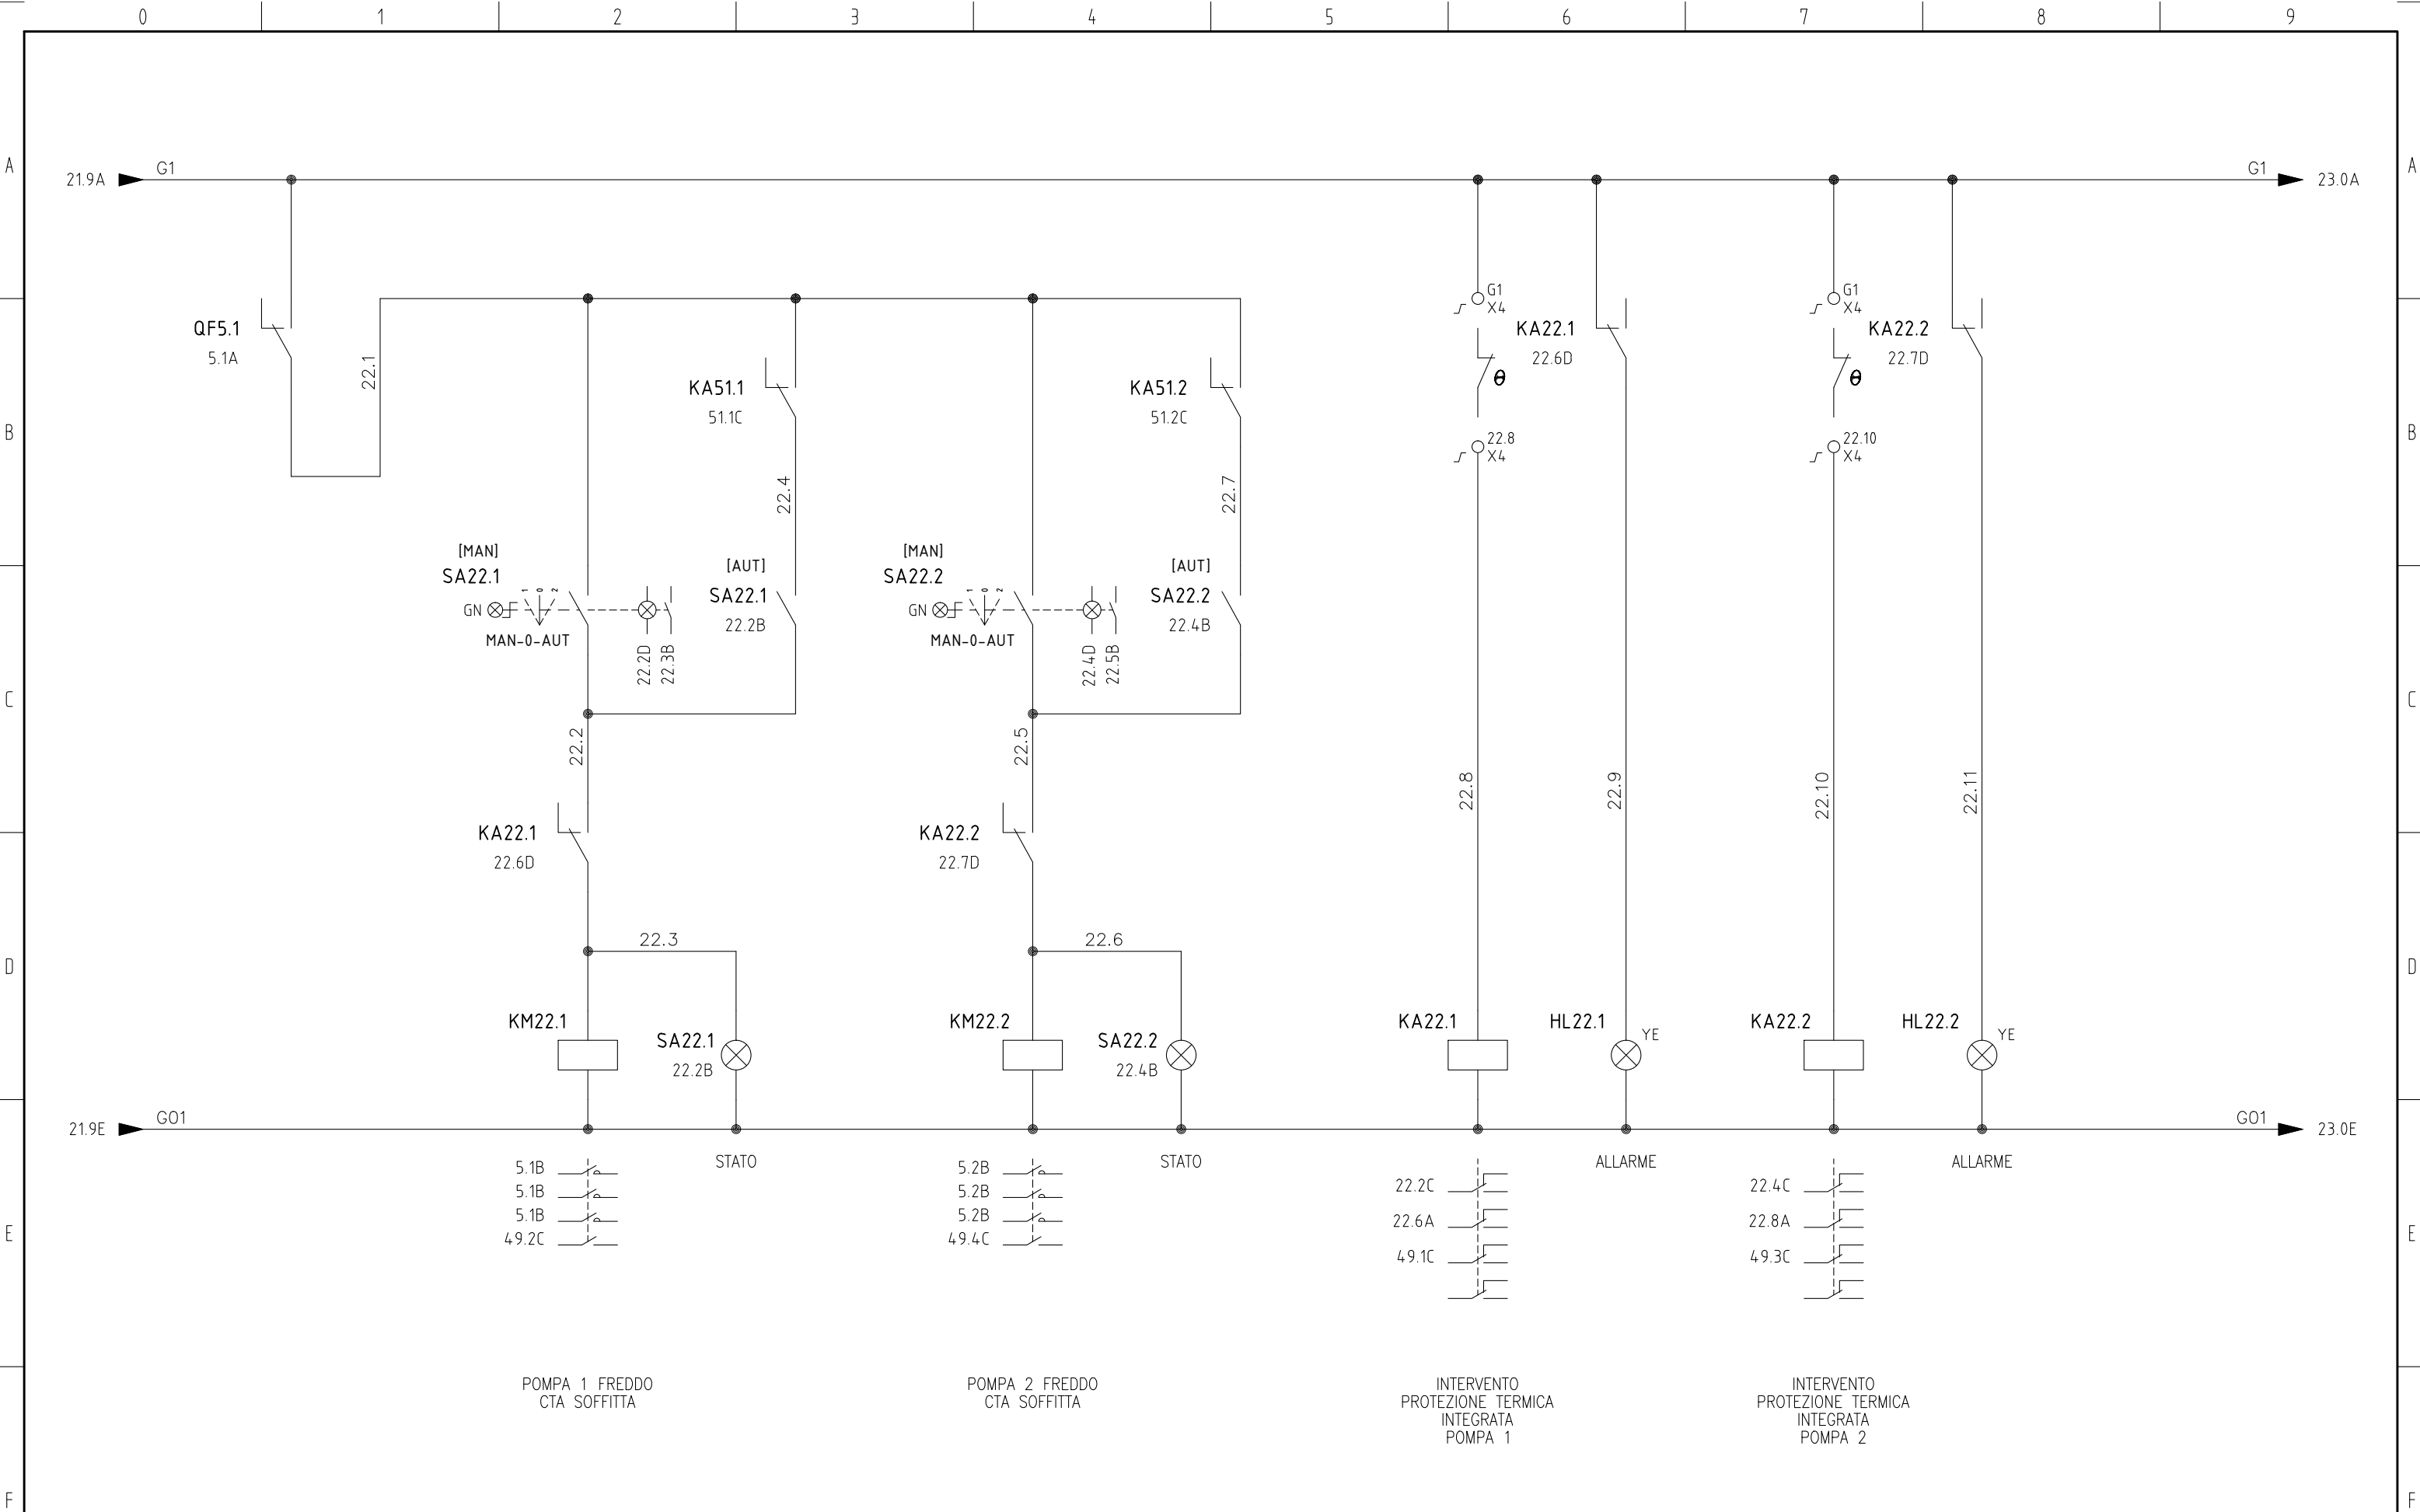 0 1 2 3 4 5 6 7 8 9
A A
21.9A G1 G1 23.0A
QF5.1
5.1A
22.1
KA51.1
51.1C
KA51.2
51.2C
G1
X4
θ
22.8
X4
KA22.1
22.6D
G1
X4
θ
22.10
X4
KA22.2
22.7D
B B
22.4
22.7
[MAN]
SA22.1
GN
1 0 2
MAN-0-AUT
22.2D
22.3B
[AUT]
SA22.1
22.2B
[MAN]
SA22.2
GN
1 0 2
MAN-0-AUT
22.4D
22.5B
[AUT]
SA22.2
22.4B
C C
22.2
22.5
22.8
22.9
22.10
22.11
KA22.1
22.6D
KA22.2
22.7D
D D
22.3
22.6
KM22.1
SA22.1
22.2B
KM22.2
SA22.2
22.4B
KA22.1
HL22.1
YE
KA22.2
HL22.2
YE
21.9E G01 G01 23.0E
STATO
STATO
ALLARME
ALLARME
5.1B
5.1B
5.1B
49.2C
5.2B
5.2B
5.2B
49.4C
22.2C
22.6A
49.1C
22.4C
22.8A
49.3C
E E
POMPA 1 FREDDO
CTA SOFFITTA
POMPA 2 FREDDO
CTA SOFFITTA
INTERVENTO
PROTEZIONE TERMICA
INTEGRATA
POMPA 1
INTERVENTO
PROTEZIONE TERMICA
INTEGRATA
POMPA 2
F F